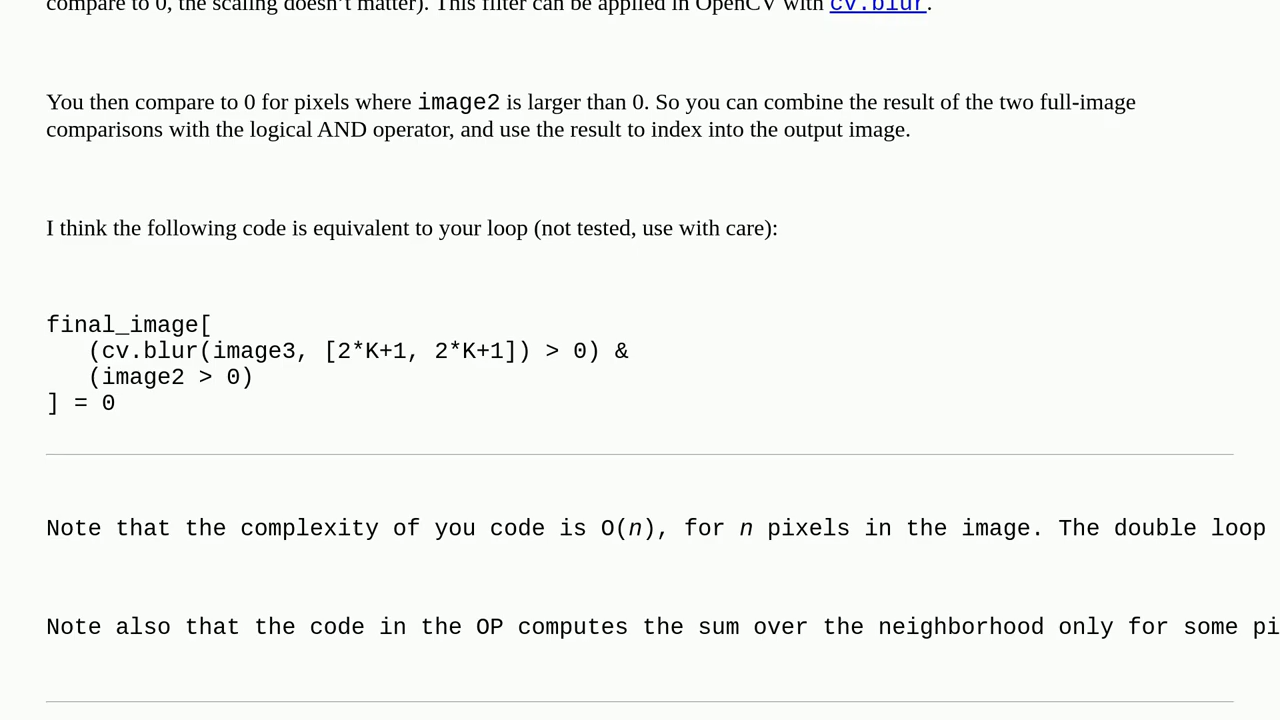 compare to 0, the scaling doesn’t matter). This filter can be applied in OpenCV with cv.blur.
You then compare to 0 for pixels where image2 is larger than 0. So you can combine the result of the two full-image
comparisons with the logical AND operator, and use the result to index into the output image.
I think the following code is equivalent to your loop (not tested, use with care):
final_image[
   (cv.blur(image3, [2*K+1, 2*K+1]) > 0) &
   (image2 > 0)
] = 0
Note that the complexity of you code is O(n), for n pixels in the image. The double loop
Note also that the code in the OP computes the sum over the neighborhood only for some